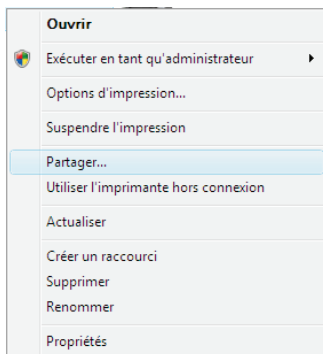 Ouvrir
Exécuter en tant qu'administrateur
Options d'impression...
Suspendre l'impression
Partager...
Utiliser l'imprimante hors connexion
Actualiser
Créer un raccourci
Supprimer
Renommer
Propriétés